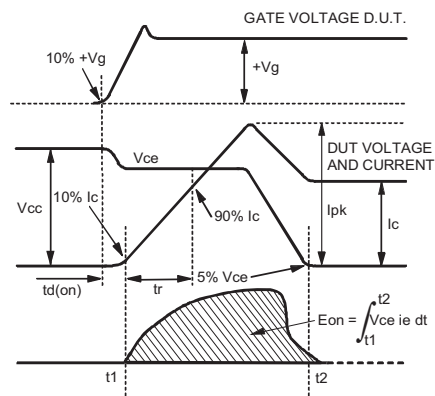 GATE VOLTAGE D.U.T.
10% +Vg
+Vg
Vce
DUT VOLTAGE
AND CURRENT
Vcc
10% Ic
90% Ic
Ipk
Ic
td(on)
tr
5% Vce
Eon = ∫ Vce ie dt
t2
t1
t1
t2